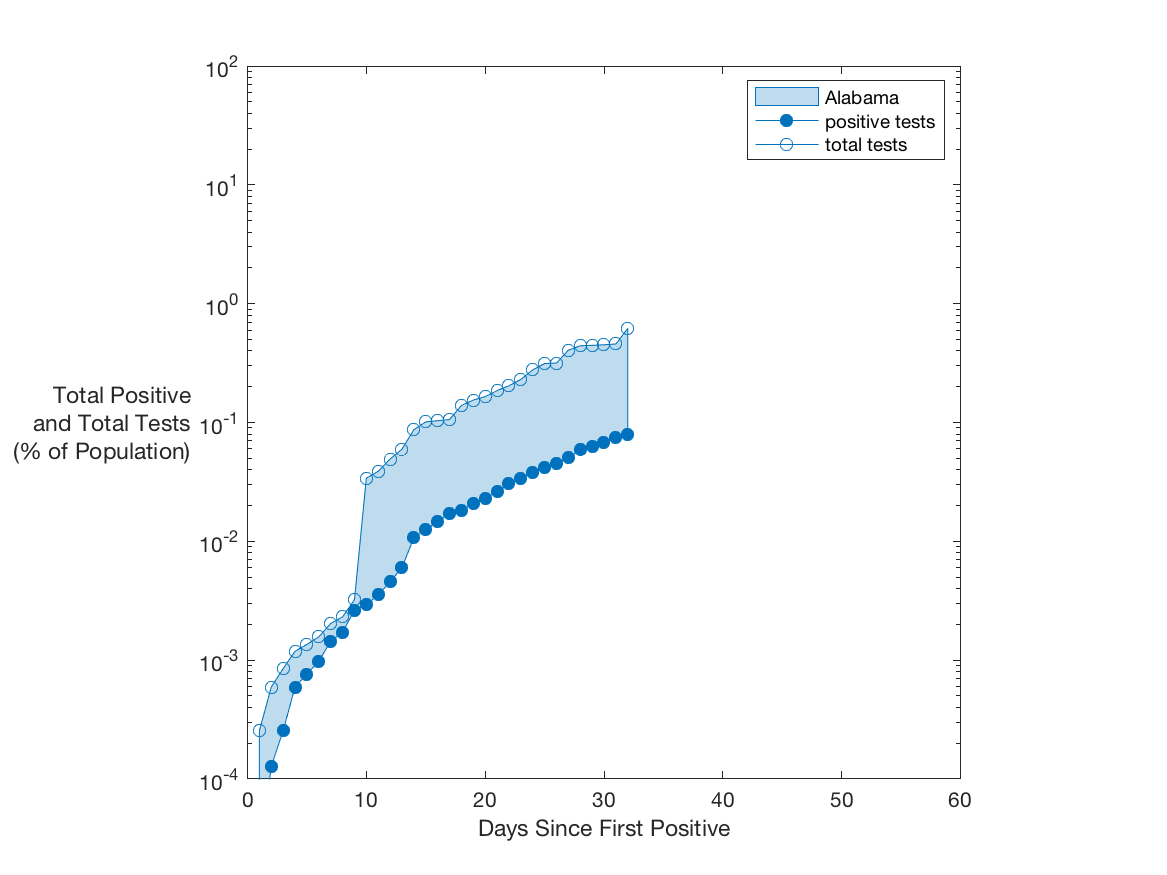 10^2
10^1
10^0
10^-1
10^-2
10^-3
10^-4
Total Positive
and Total Tests
(% of Population)
Alabama
positive tests
total tests
0 10 20 30 40 50 60
Days Since First Positive